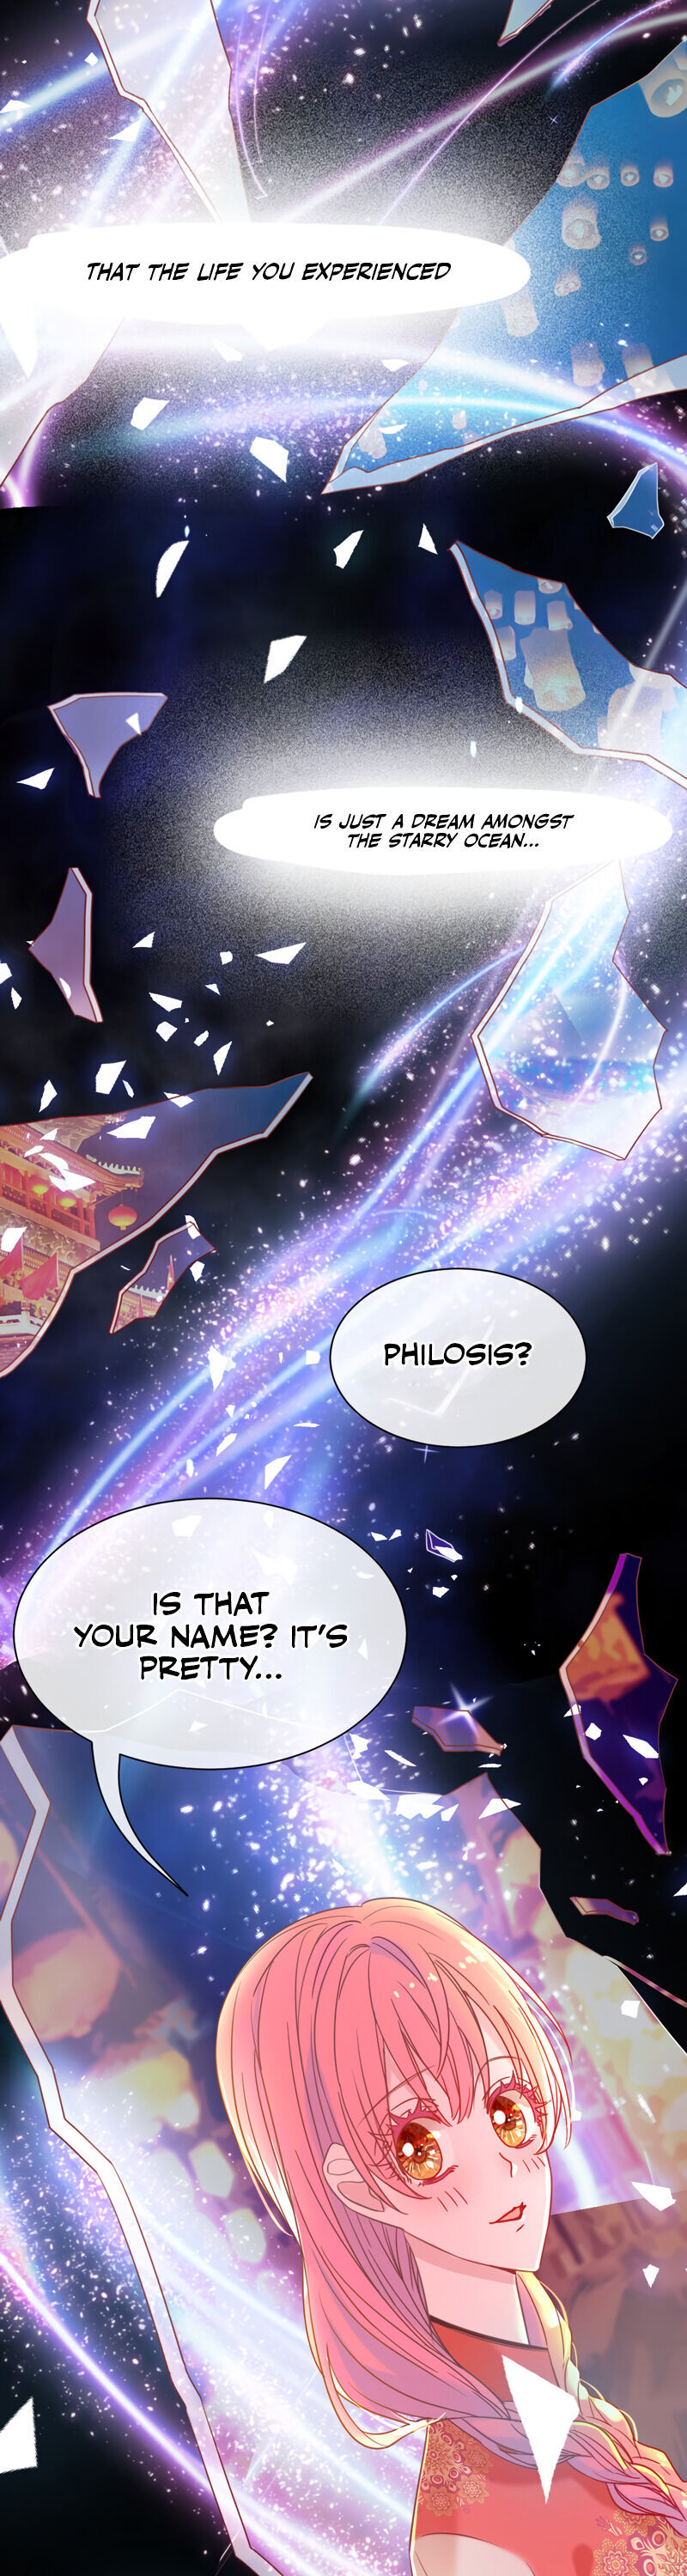 THAT THE LIFE YOU EXPERIENCED
IS JUST A DREAM AMONGST
THE STARRY OCEAN...
PHILOSIS?
IS THAT
YOUR NAME? IT'S
PRETTY...